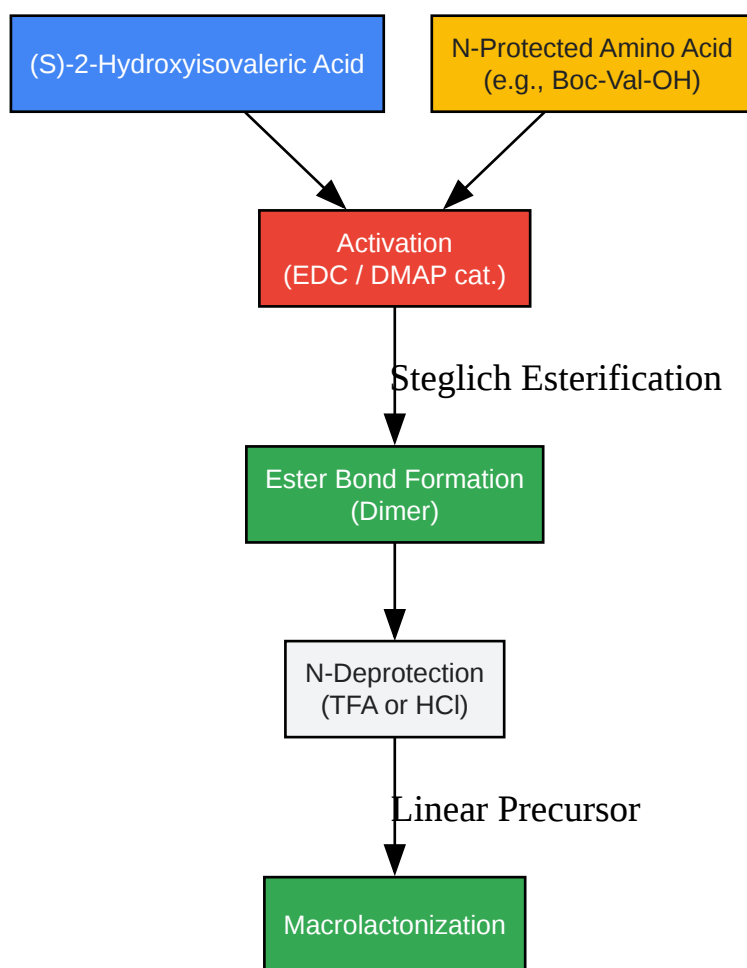 (S)-2-Hydroxyisovaleric Acid
N-Protected Amino Acid
(e.g., Boc-Val-OH)
Activation
(EDC / DMAP cat.)
Steglich Esterification
Ester Bond Formation
(Dimer)
N-Deprotection
(TFA or HCl)
Linear Precursor
Macrolactonization